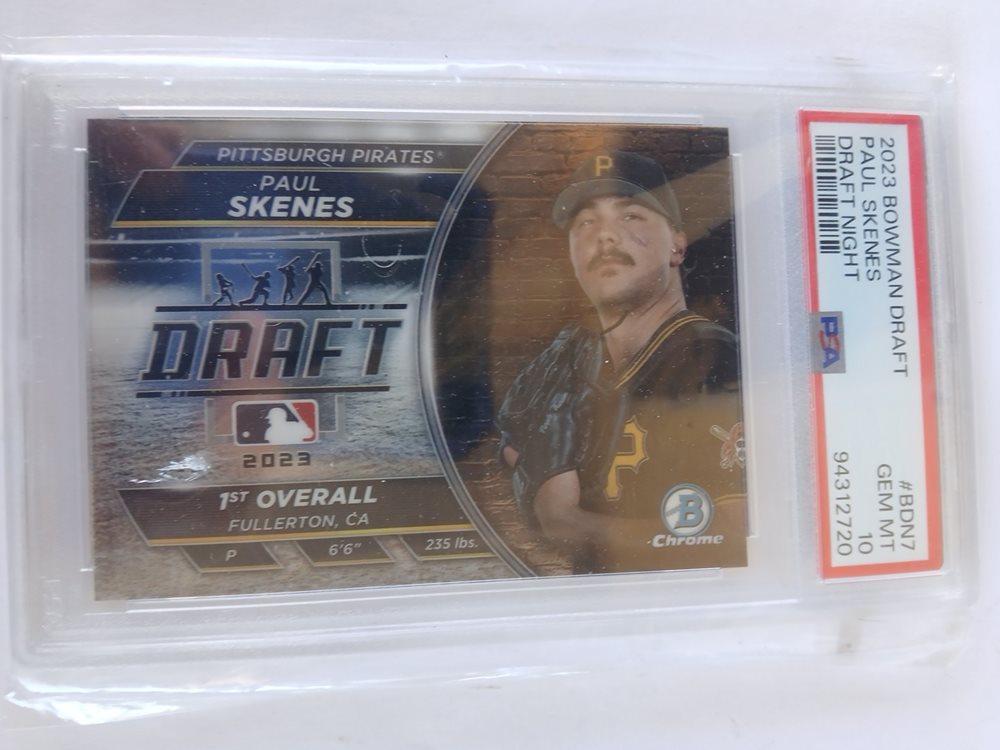 PITTSBURGH PIRATES®
PAUL
SKENES
DRAFT
2023
1ST OVERALL
FULLERTON, CA
P
6'6"
235 lbs.
P
P
B
Chrome
2023 BOWMAN DRAFT
PAUL SKENES
DRAFT NIGHT
#BDN7
GEM MT
10
94312720
PSA